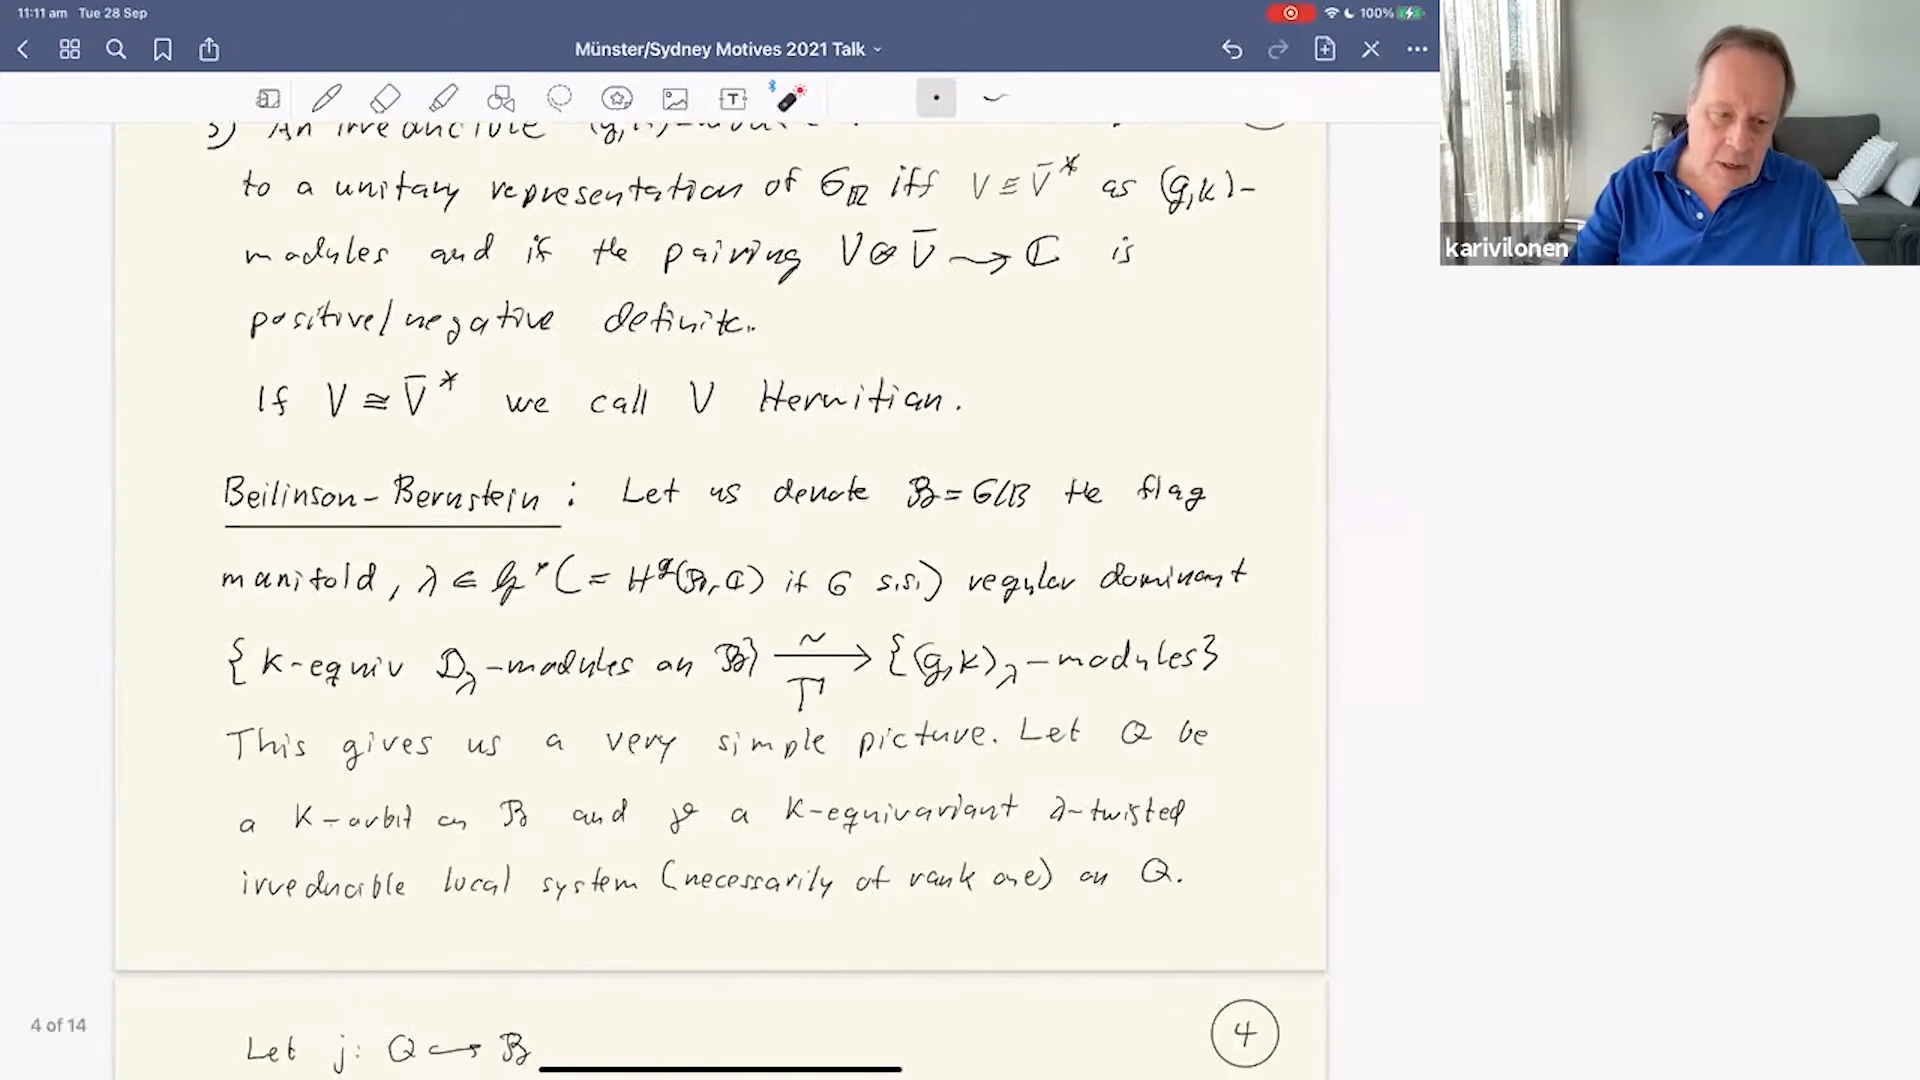 11:11 am Tue 28 Sep
100%
Münster/Sydney Motives 2021 Talk
karivilonen
3) An irreducible (g,K)-
to a unitary representation of G_ℝ iff V ≅ V̄* as (g,K)-
modules and if the pairing V⊗V̄ → ℂ is
positive/negative definite.
If V ≅ V̄* we call V Hermitian.
Beilinson-Bernstein: Let us denote ℬ = G/B the flag
manifold, λ ∈ 𝔥* (= H²(ℬ, ℂ) if G s.s.) regular dominant
{K-equiv D_λ-modules on ℬ} ~→ Γ {(g,K)_λ-modules}
This gives us a very simple picture. Let Q be
a K-orbit on ℬ and γ a K-equivariant λ-twisted
irreducible local system (necessarily of rank one) on Q.
4 of 14
Let j: Q ↪ ℬ
4